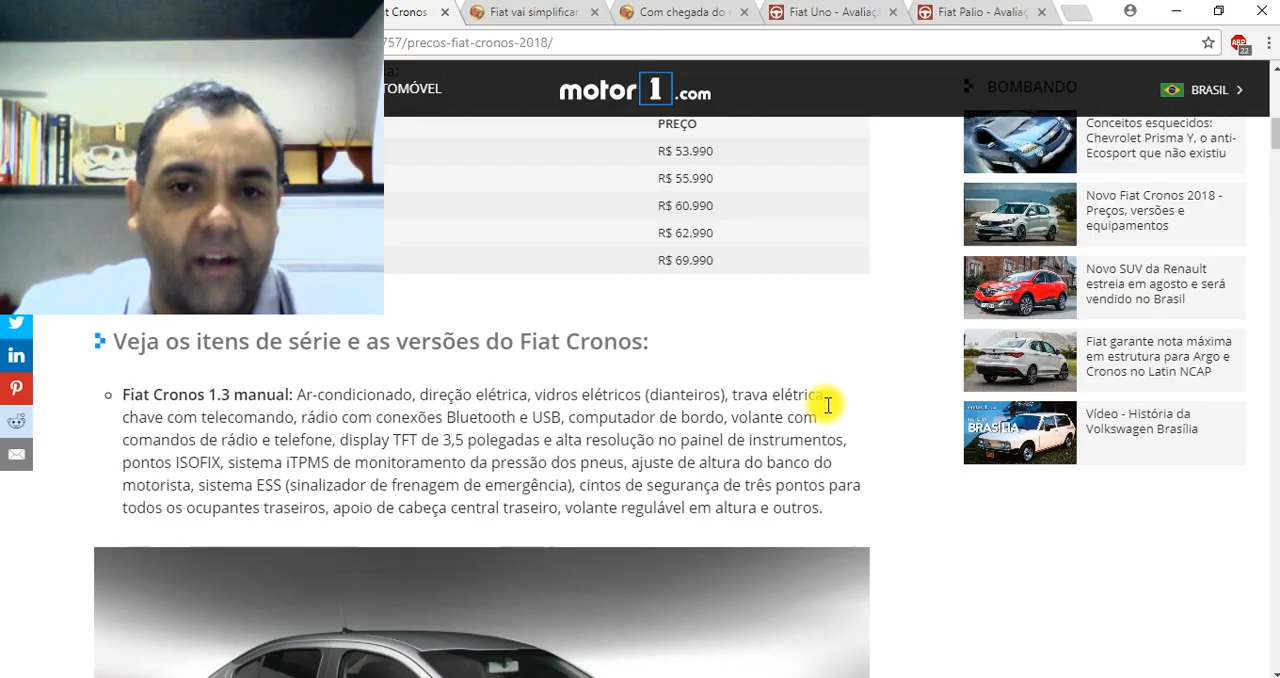 t Cronos
Fiat vai simplificar
Com chegada do
Fiat Uno - Avaliaç
Fiat Palio - Avaliaç
757/precos-fiat-cronos-2018/
ABP
22
TOMÓVEL
motor1.com
BOMBANDO
BRASIL
PREÇO
R$ 53.990
R$ 55.990
R$ 60.990
R$ 62.990
R$ 69.990
Conceitos esquecidos:
Chevrolet Prisma Y, o anti-
Ecosport que não existiu
Novo Fiat Cronos 2018 -
Preços, versões e
equipamentos
Novo SUV da Renault
estreia em agosto e será
vendido no Brasil
Fiat garante nota máxima
em estrutura para Argo e
Cronos no Latin NCAP
BRASÍLIA
Vídeo - História da
Volkswagen Brasília
Veja os itens de série e as versões do Fiat Cronos:
Fiat Cronos 1.3 manual: Ar-condicionado, direção elétrica, vidros elétricos (dianteiros), trava elétrica,
chave com telecomando, rádio conexões Bluetooth e USB, computador de bordo, volante com
comandos de rádio e telefone, display TFT de 3,5 polegadas e alta resolução no painel de instrumentos,
pontos ISOFIX, sistema iTPMS de monitoramento da pressão dos pneus, ajuste de altura do banco do
motorista, sistema ESS (sinalizador de frenagem de emergência), cintos de segurança de três pontos para
todos os ocupantes traseiros, apoio de cabeça central traseiro, volante regulável em altura e outros.